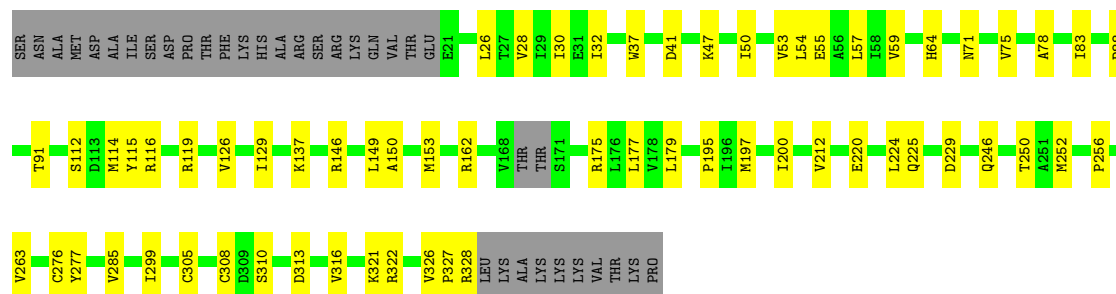 SER ASN ALA MET ASP ALA ILE SER ASP PRO THR PHE LYS HIS ALA ARG SER ARG LYS GLN VAL THR GLU E21 L26 T27 V28 I29 I30 E31 I32 W37 D41 K47 I50 V53 L54 E55 A56 L57 I58 V59 H64 N71 V75 A78 I83
T91 S112 D113 M114 Y115 R116 R119 V126 I129 K137 R146 L149 A150 M153 R162 V168 THR THR S171 R175 L176 L177 V178 L179 P195 I196 M197 I200 V212 E220 L224 Q225 D229 Q246 T250 A251 M252 P256
V263 C276 Y277 V285 I299 C305 C308 D309 S310 D313 V316 K321 R322 V326 P327 R328 LEU LYS ALA LYS LYS LYS VAL THR LYS PRO